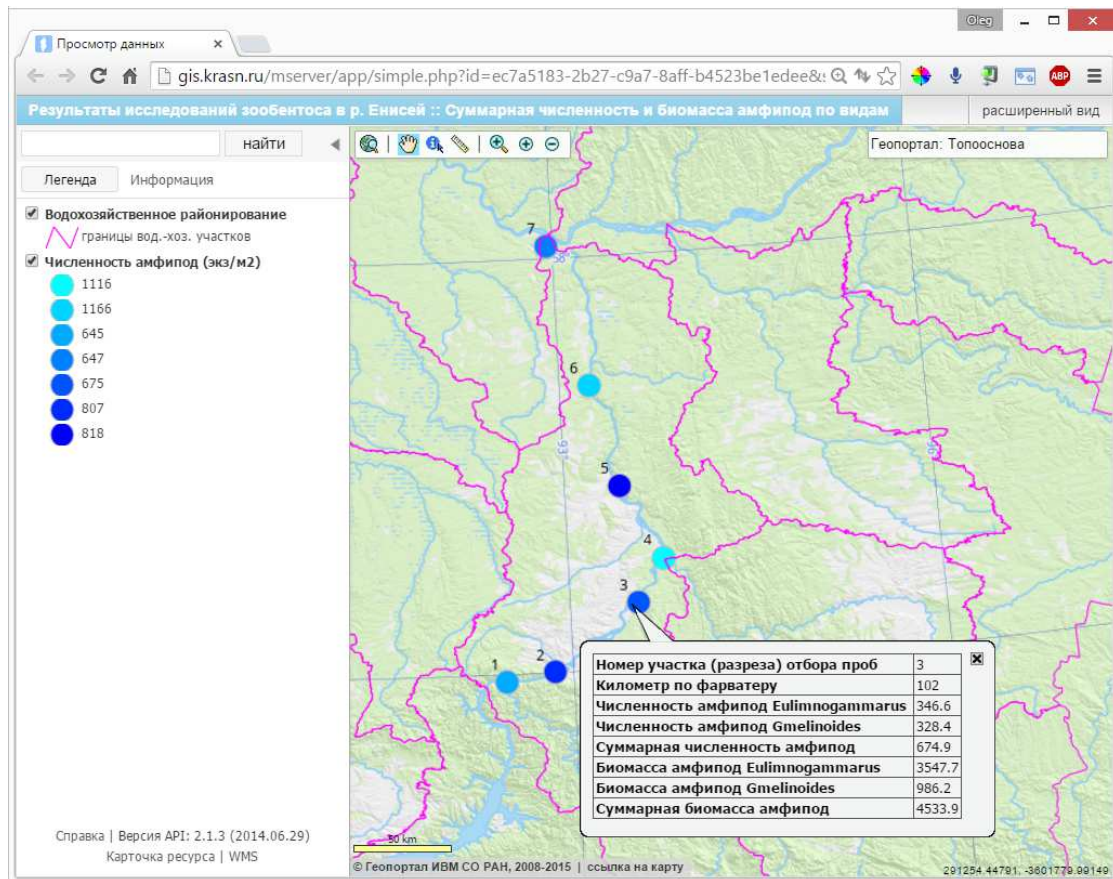 Oleg
Просмотр данных
gis.krasn.ru/mserver/app/simple.php?id=ec7a5183-2b27-c9a7-8aff-b4523be1edee&
ABP
Результаты исследований зообентоса в р. Енисей :: Суммарная численность и биомасса амфипод по видам
расширенный вид
найти
Геопортал: Топооснова
Легенда Информация
Водохозяйственное районирование
границы вод.-хоз. участков
Численность амфипод (экз/м2)
1116
1166
645
647
675
807
818
7
58°
6
93°
96°
5
4
3
2
1
Номер участка (разреза) отбора проб 3
Километр по фарватеру 102
Численность амфипод Eulimnogammarus 346.6
Численность амфипод Gmelinoides 328.4
Суммарная численность амфипод 674.9
Биомасса амфипод Eulimnogammarus 3547.7
Биомасса амфипод Gmelinoides 986.2
Суммарная биомасса амфипод 4533.9
Справка | Версия API: 2.1.3 (2014.06.29)
Карточка ресурса | WMS
50 km
© Геопортал ИВМ СО РАН, 2008-2015 | ссылка на карту
291254.44791, -3601779.99149